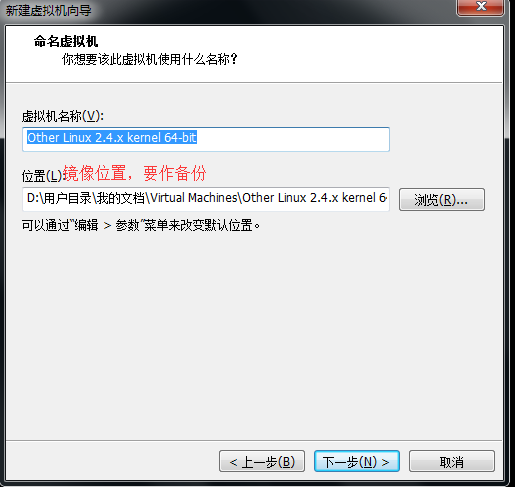 新建虚拟机向导
命名虚拟机
你想要该此虚拟机使用什么名称？
虚拟机名称(V):
Other Linux 2.4.x kernel 64-bit
位置(L): 镜像位置，要作备份
D:\用户目录\我的文档\Virtual Machines\Other Linux 2.4.x kernel 6
浏览(R)...
可以通过"编辑 > 参数"菜单来改变默认位置。
< 上一步(B)
下一步(N) >
取消